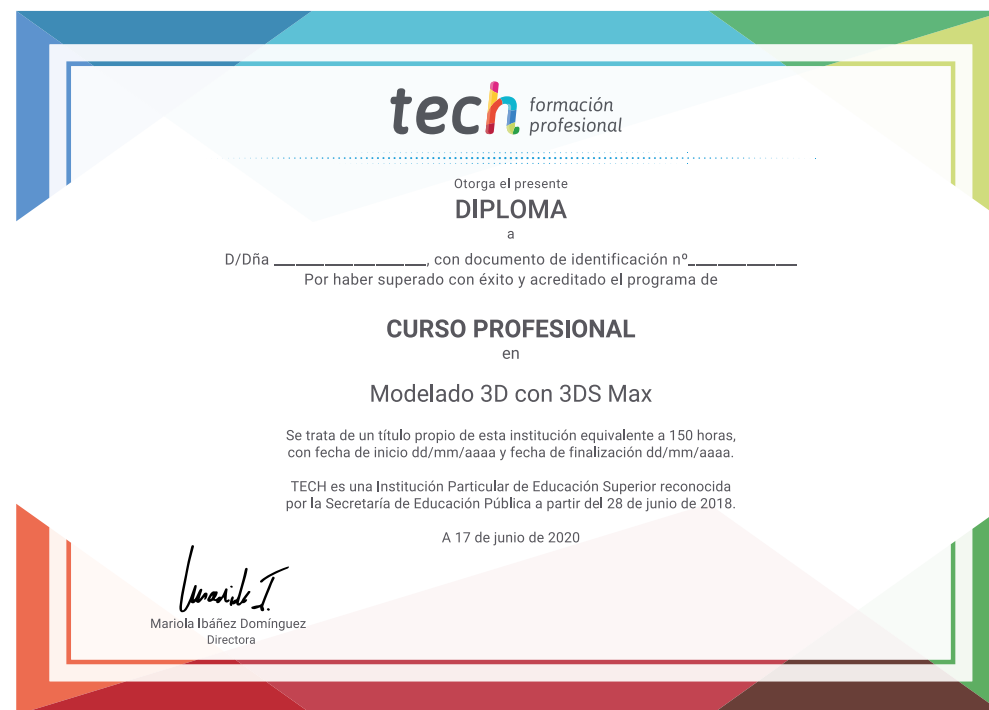 tech formación
profesional
Otorga el presente
DIPLOMA
a
D/Dña ________________, con documento de identificación nº___________
Por haber superado con éxito y acreditado el programa de
CURSO PROFESIONAL
en
Modelado 3D con 3DS Max
Se trata de un título propio de esta institución equivalente a 150 horas,
con fecha de inicio dd/mm/aaaa y fecha de finalización dd/mm/aaaa.
TECH es una Institución Particular de Educación Superior reconocida
por la Secretaría de Educación Pública a partir del 28 de junio de 2018.
A 17 de junio de 2020
Mariola I.
Mariola Ibáñez Domínguez
Directora